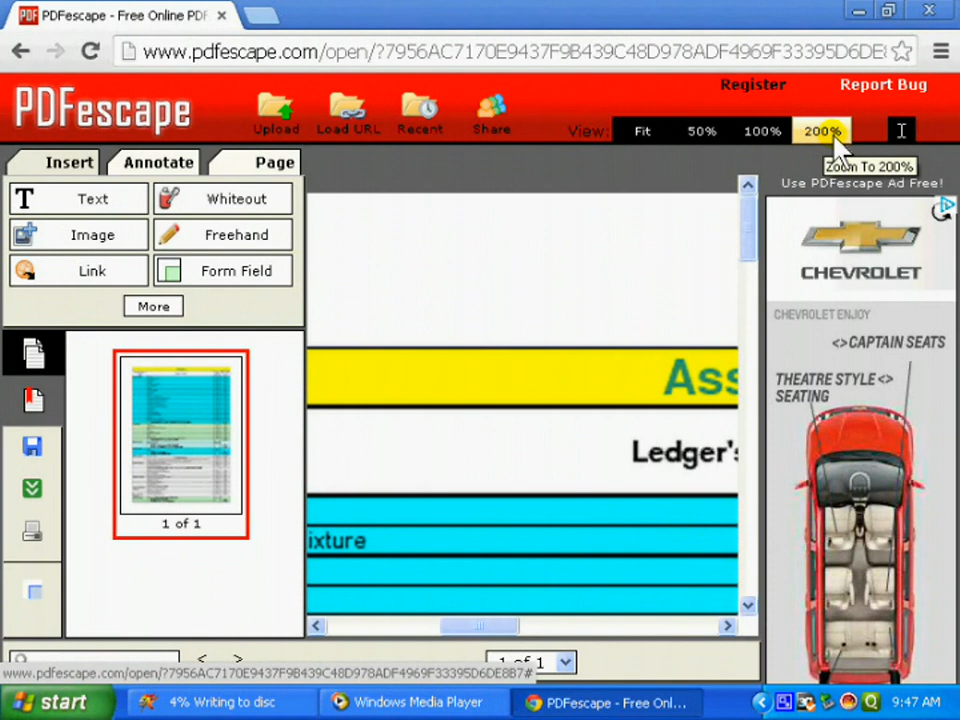 PDFescape - Free Online PDF
www.pdfescape.com/open/?7956AC7170E9437F9B439C48D978ADF4969F33395D6DE8
PDFescape
Upload
Load URL
Recent
Share
Register
Report Bug
View:
Fit
50%
100%
200%
Zoom To 200%
Use PDFescape Ad Free!
Insert
Annotate
Page
Text
Whiteout
Image
Freehand
Link
Form Field
More
1 of 1
Ledger's
ixture
CHEVROLET
CHEVROLET ENJOY
<>CAPTAIN SEATS
THEATRE STYLE<>
SEATING
< >
1 of 1
www.pdfescape.com/open/?7956AC7170E9437F9B439C48D978ADF4969F33395D6DE8B7#
start
4% Writing to disc
Windows Media Player
PDFescape - Free Onl...
9:47 AM